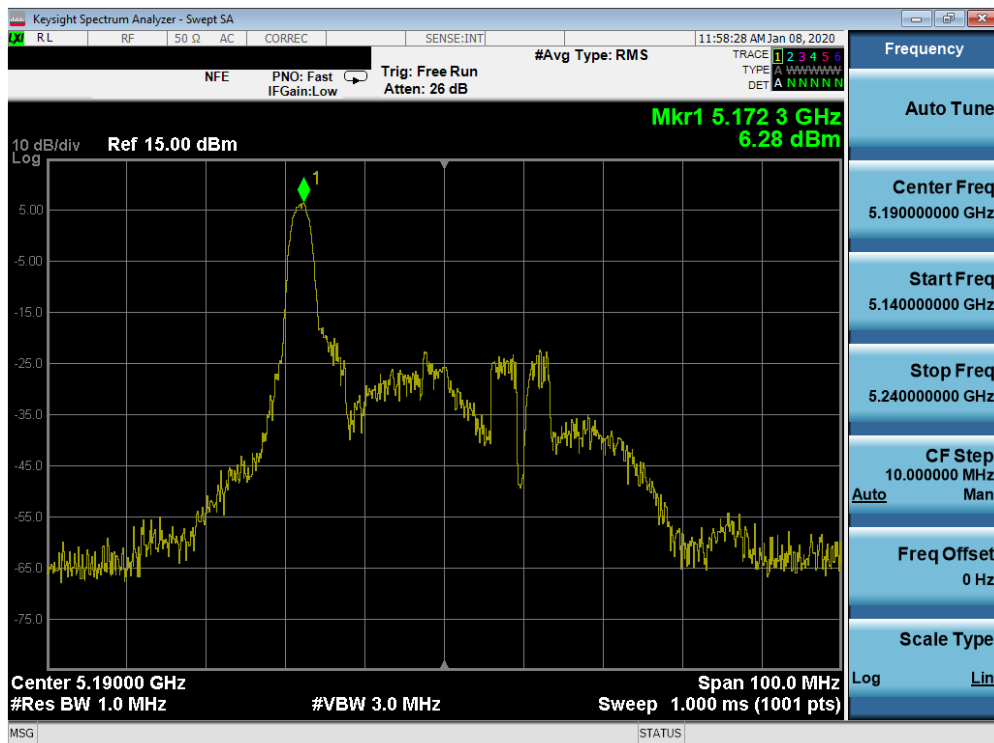 Keysight Spectrum Analyzer - Swept SA
LXI RL RF 50 Ω AC CORREC SENSE:INT 11:58:28 AM Jan 08, 2020
NFE PNO: Fast Trig: Free Run #Avg Type: RMS TRACE 1 2 3 4 5 6
IFGain:Low Atten: 26 dB TYPE A WWWWW
DET A N N N N N
Mkr1 5.172 3 GHz
6.28 dBm
10 dB/div Ref 15.00 dBm
Log
1
5.00
-5.00
-15.0
-25.0
-35.0
-45.0
-55.0
-65.0
-75.0
Center 5.19000 GHz Span 100.0 MHz
#Res BW 1.0 MHz #VBW 3.0 MHz Sweep 1.000 ms (1001 pts)
MSG STATUS
Frequency
Auto Tune
Center Freq
5.190000000 GHz
Start Freq
5.140000000 GHz
Stop Freq
5.240000000 GHz
CF Step
10.000000 MHz
Auto Man
Freq Offset
0 Hz
Scale Type
Log Lin